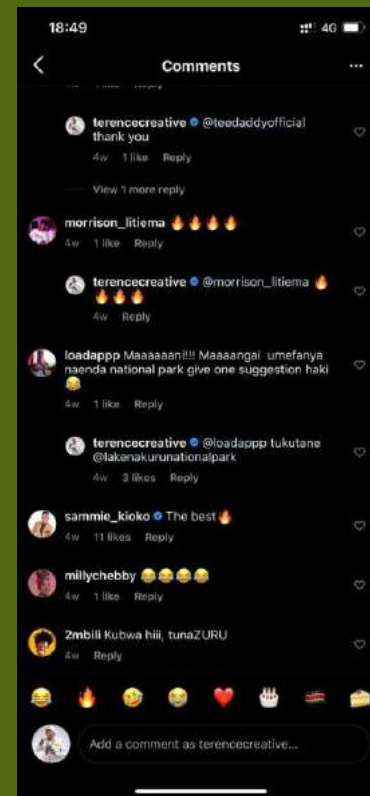 18:49
4G
Comments
terencecreative @teedaddyofficial
thank you
4w 1 like Reply
View 1 more reply
morrison_litiema 🔥🔥🔥🔥
4w 1 like Reply
terencecreative @morrison_litiema 🔥
🔥🔥🔥
4w Reply
loadappp Maaaaaani!!! Maaaangai umefanya
naenda national park give one suggestion haki
😂
4w 1 like Reply
terencecreative @loadappp tukutane
@lakenakurunationalpark
4w 3 likes Reply
sammie_kioko The best🔥
4w 11 likes Reply
millychebby 😂😂😂😂
4w 1 like Reply
2mbili Kubwa hiii, tunaZURU
4w Reply
Add a comment as terencecreative...